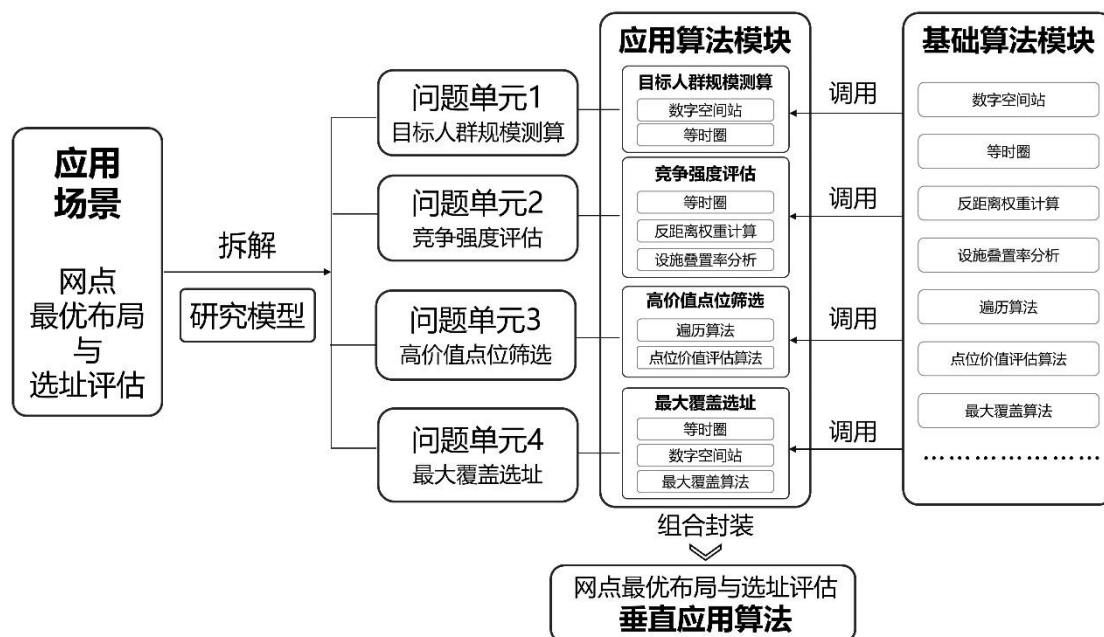 应用
场景
网点
最优布局
与
选址评估
拆解
研究模型
问题单元1
目标人群规模测算
问题单元2
竞争强度评估
问题单元3
高价值点位筛选
问题单元4
最大覆盖选址
应用算法模块
目标人群规模测算
数字空间站
等时圈
竞争强度评估
等时圈
反距离权重计算
设施叠置率分析
高价值点位筛选
遍历算法
点位价值评估算法
最大覆盖选址
等时圈
数字空间站
最大覆盖算法
调用
调用
调用
调用
基础算法模块
数字空间站
等时圈
反距离权重计算
设施叠置率分析
遍历算法
点位价值评估算法
最大覆盖算法
………………
组合封装
网点最优布局与选址评估
垂直应用算法